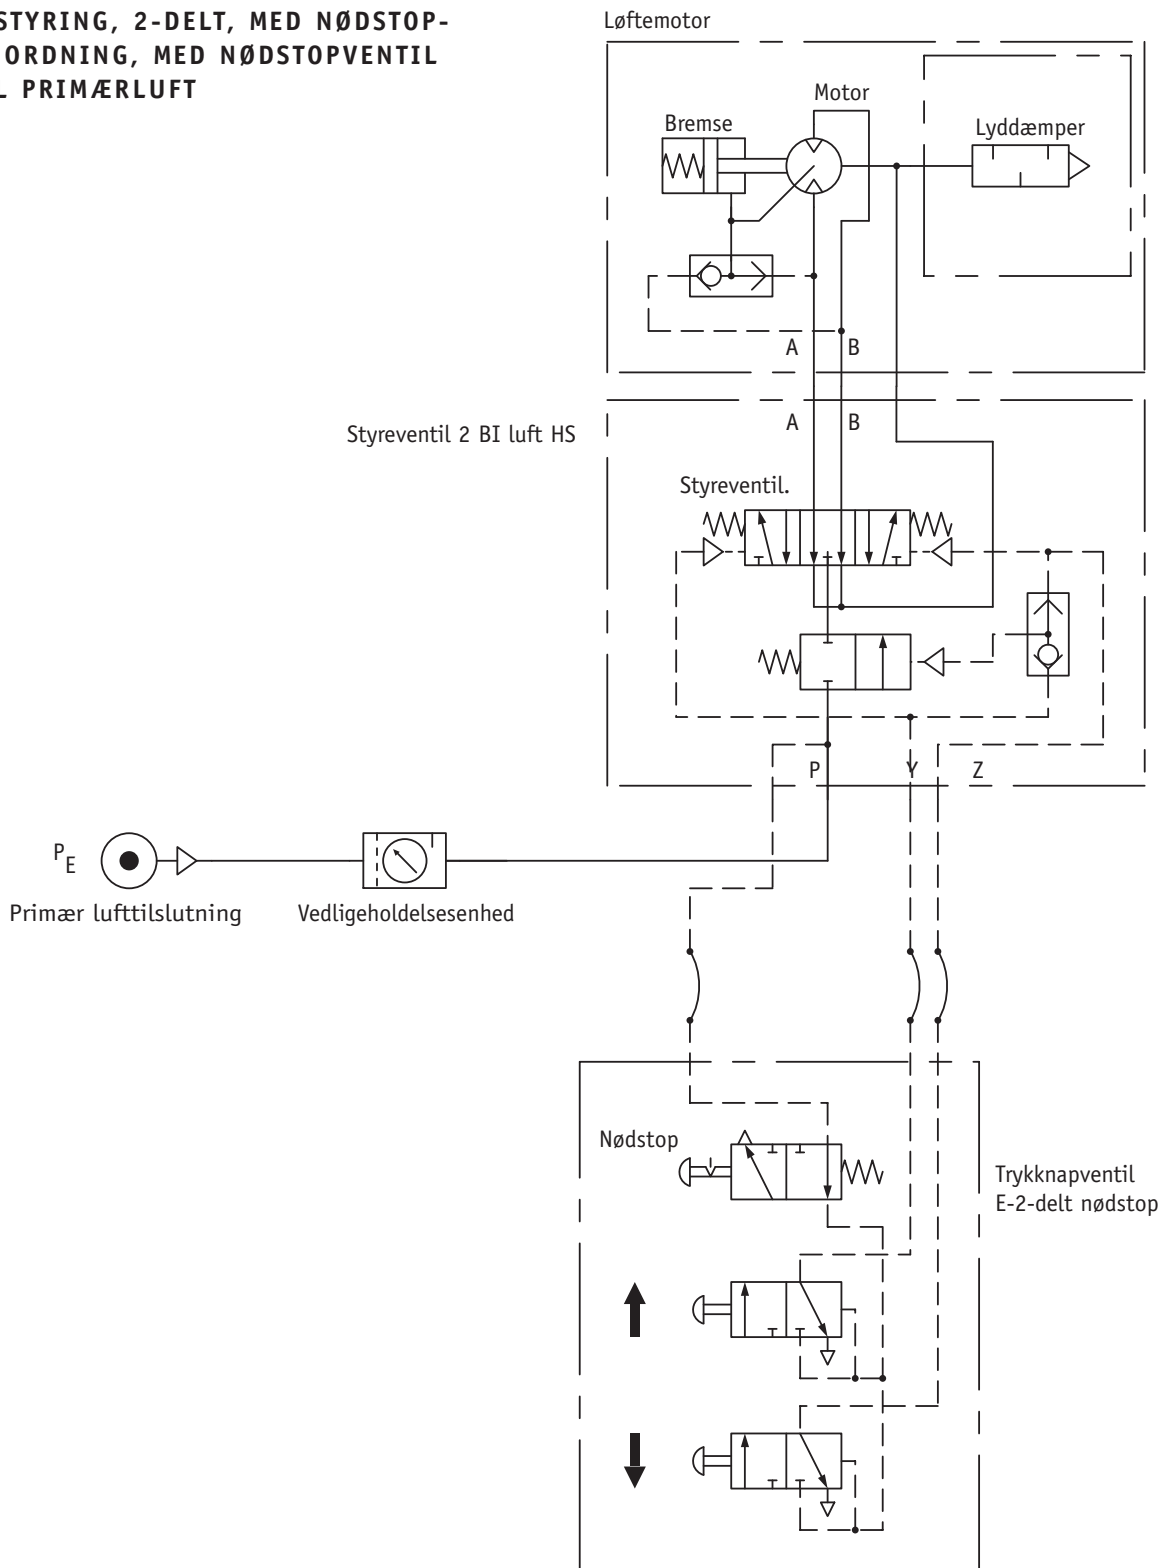 STYRING, 2-DELT, MED NØDSTOP-
ORDNING, MED NØDSTOPVENTIL
PRIMÆRLUFT
Løftemotor
Motor
Bremse
Lyddæmper
A
B
A
B
Styreventil 2 BI luft HS
Styreventil.
P
Y
Z
PE
Primær lufttilslutning
Vedligeholdelsesenhed
Nødstop
Trykknapventil
E-2-delt nødstop